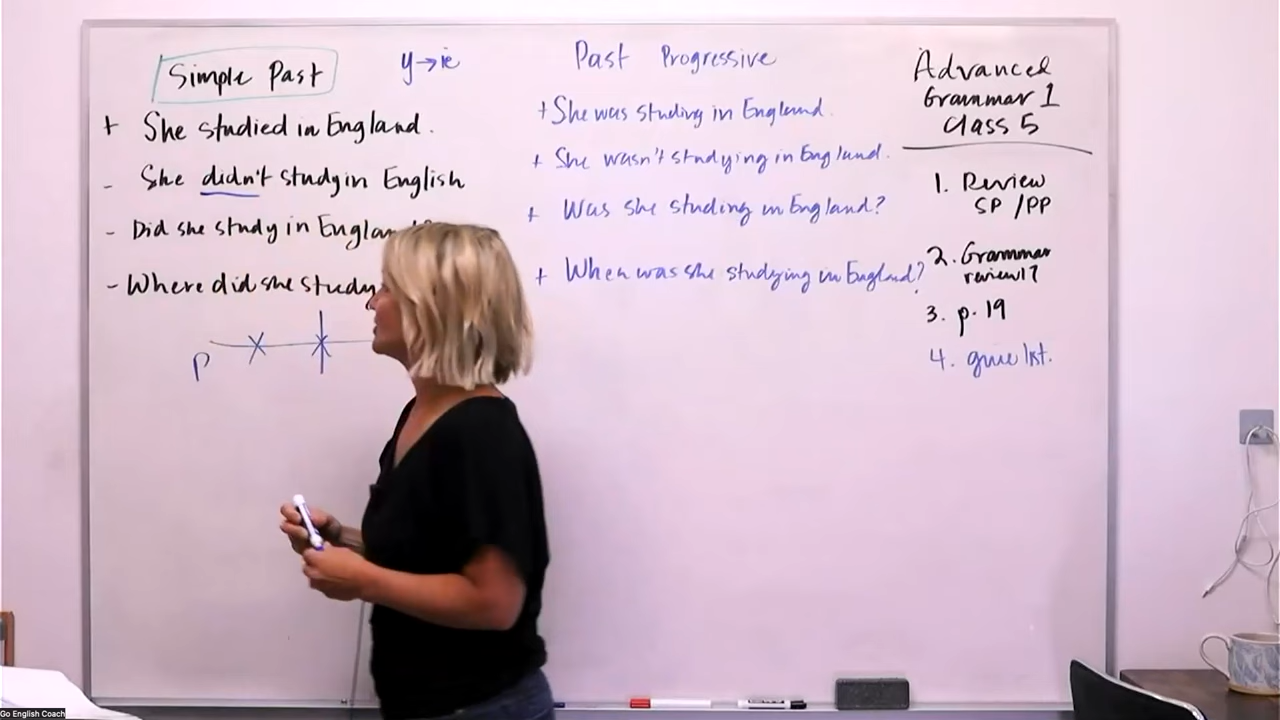 Simple Past
y→ie
+ She studied in England.
- She didn't study in English
- Did she study in Englan
- Where did she study
P
Past Progressive
+ She was studing in England.
+ She wasn't studying in England.
+ Was she studing in England?
+ When was she studying in England?
Advanced
Grammar 1
Class 5
1. Review
SP / PP
2. Grammar
review 1?
3. p. 19
4.
Go English Coach